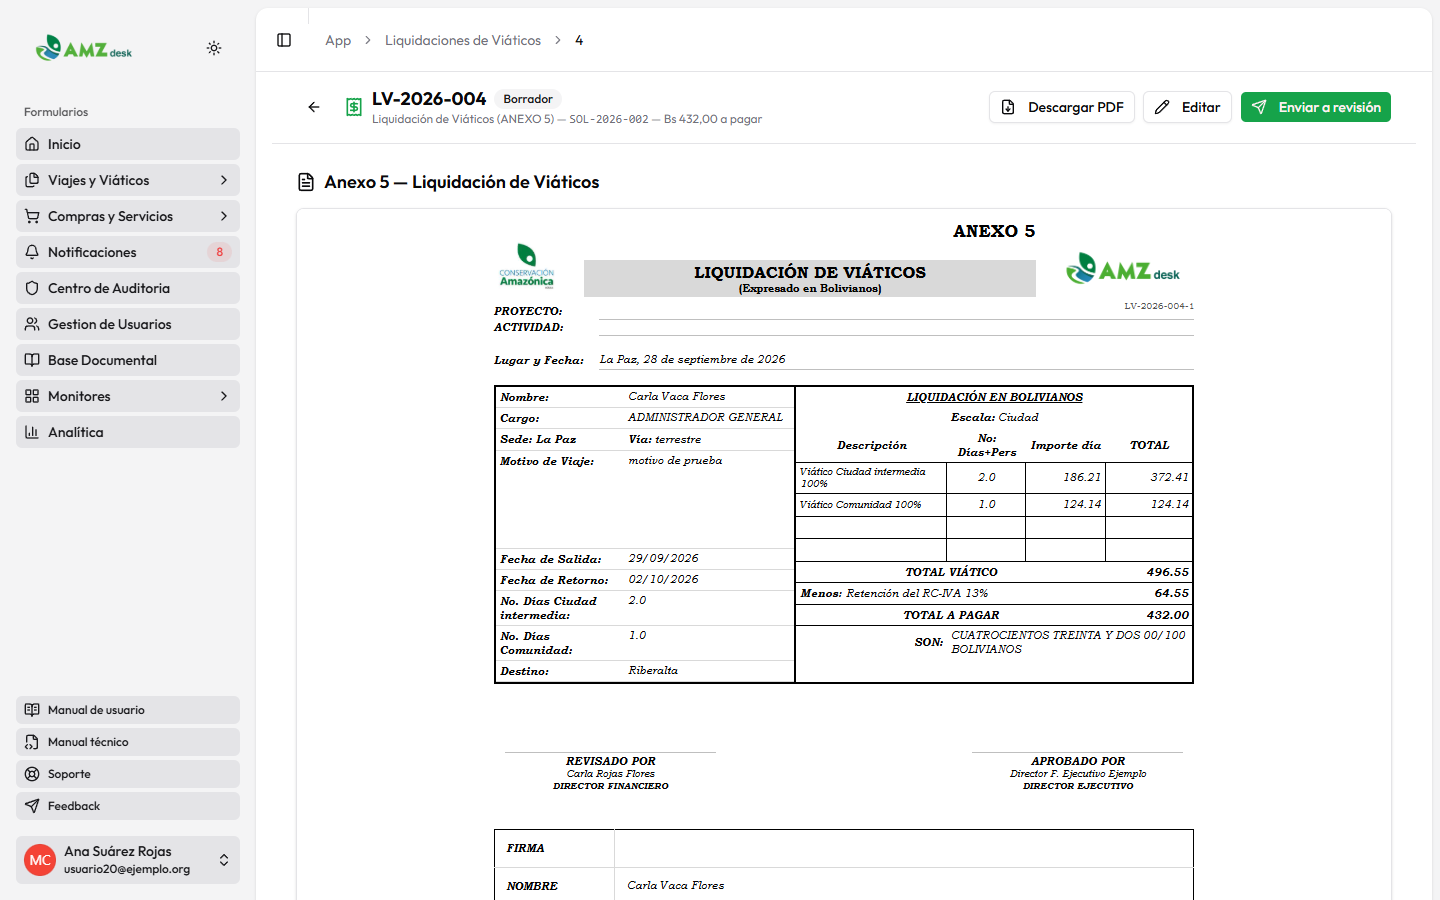 AMZ desk
App > Liquidaciones de Viáticos > 4
Formularios
Inicio
Viajes y Viáticos
Compras y Servicios
Notificaciones 8
Centro de Auditoria
Gestion de Usuarios
Base Documental
Monitores
Analítica
Manual de usuario
Manual técnico
Soporte
Feedback
MC
Ana Suárez Rojas
usuario20@ejemplo.org
LV-2026-004 Borrador
Liquidación de Viáticos (ANEXO 5) — SOL-2026-002 — Bs 432,00 a pagar
Descargar PDF
Editar
Enviar a revisión
Anexo 5 — Liquidación de Viáticos
ANEXO 5
CONSERVACIÓN
Amazónica
LIQUIDACIÓN DE VIÁTICOS
(Expresado en Bolivianos)
AMZ desk
LV-2026-004-1
PROYECTO:
ACTIVIDAD:
Lugar y Fecha: La Paz, 28 de septiembre de 2026
Nombre: Carla Vaca Flores
Cargo: ADMINISTRADOR GENERAL
Sede: La Paz Vía: terrestre
Motivo de Viaje: motivo de prueba
Fecha de Salida: 29/09/2026
Fecha de Retorno: 02/10/2026
No. Días Ciudad intermedia: 2.0
No. Días Comunidad: 1.0
Destino: Riberalta
LIQUIDACIÓN EN BOLIVIANOS
Escala: Ciudad
Descripción No: Días+Pers Importe día TOTAL
Viático Ciudad intermedia 100% 2.0 186.21 372.41
Viático Comunidad 100% 1.0 124.14 124.14
TOTAL VIÁTICO 496.55
Menos: Retención del RC-IVA 13% 64.55
TOTAL A PAGAR 432.00
SON: CUATROCIENTOS TREINTA Y DOS 00/100 BOLIVIANOS
REVISADO POR
Carla Rojas Flores
DIRECTOR FINANCIERO
APROBADO POR
Director F. Ejecutivo Ejemplo
DIRECTOR EJECUTIVO
FIRMA
NOMBRE Carla Vaca Flores